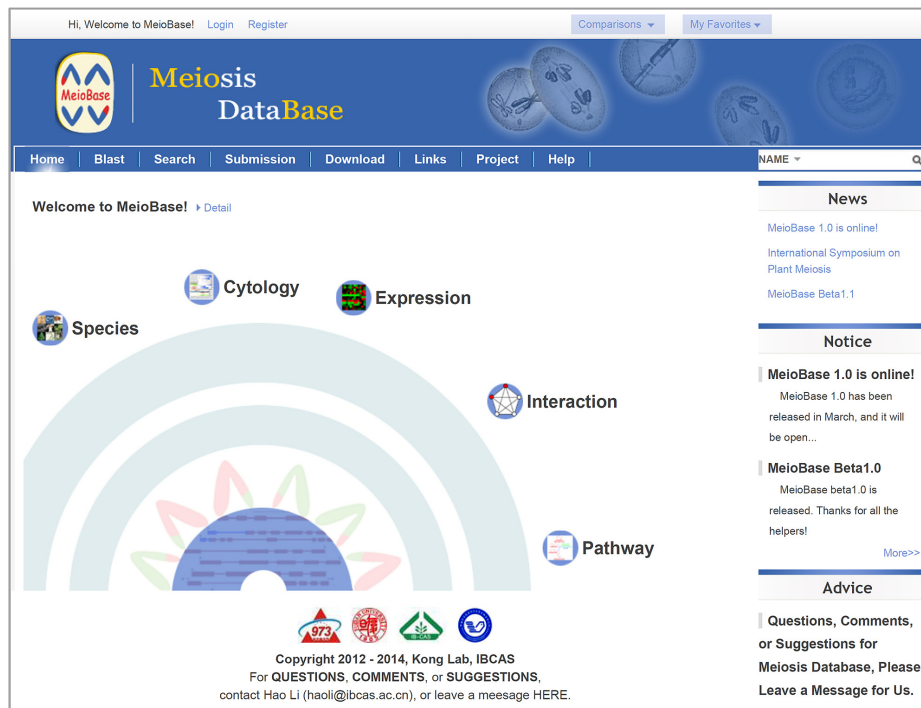 Hi, Welcome to MeioBase! Login Register Comparisons My Favorites
MeioBase
Meiosis
DataBase
Home Blast Search Submission Download Links Project Help
NAME
Welcome to MeioBase! Detail
Cytology
Expression
Species
Interaction
Pathway
News
MeioBase 1.0 is online!
International Symposium on
Plant Meiosis
MeioBase Beta1.1
Notice
MeioBase 1.0 is online!
MeioBase 1.0 has been
released in March, and it will
be open...
MeioBase Beta1.0
MeioBase beta1.0 is
released. Thanks for all the
helpers!
More>>
Advice
Questions, Comments,
or Suggestions for
Meiosis Database, Please
Leave a Message for Us.
973
IB-CAS
Copyright 2012 - 2014, Kong Lab, IBCAS
For QUESTIONS, COMMENTS, or SUGGESTIONS,
contact Hao Li (haoli@ibcas.ac.cn), or leave a meesage HERE.